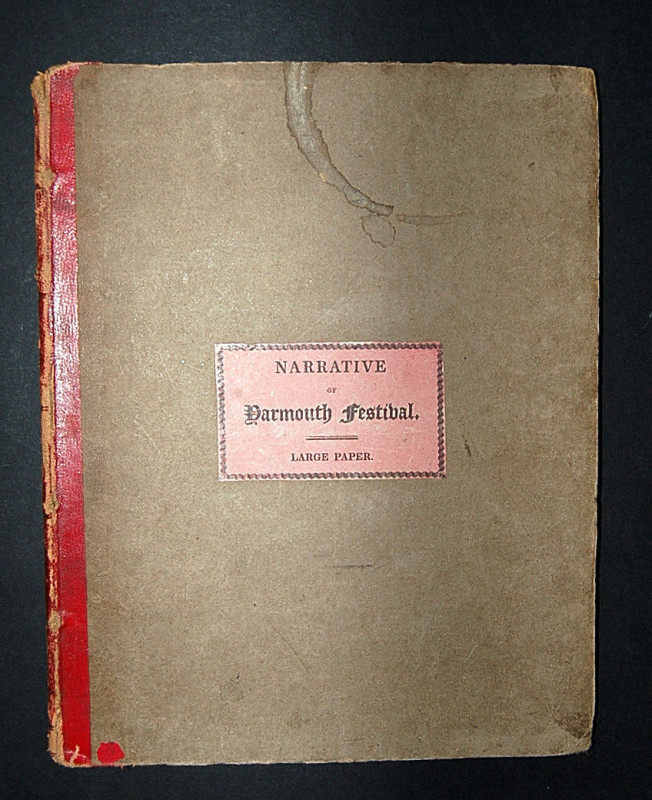 NARRATIVE
OF
Yarmouth Festival.
LARGE PAPER.